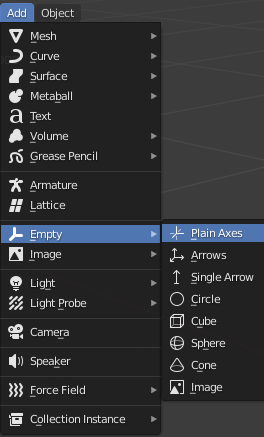 Add Object
Mesh
Curve
Surface
Metaball
Text
Volume
Grease Pencil
Armature
Lattice
Empty
Image
Light
Light Probe
Camera
Speaker
Force Field
Collection Instance
Plain Axes
Arrows
Single Arrow
Circle
Cube
Sphere
Cone
Image